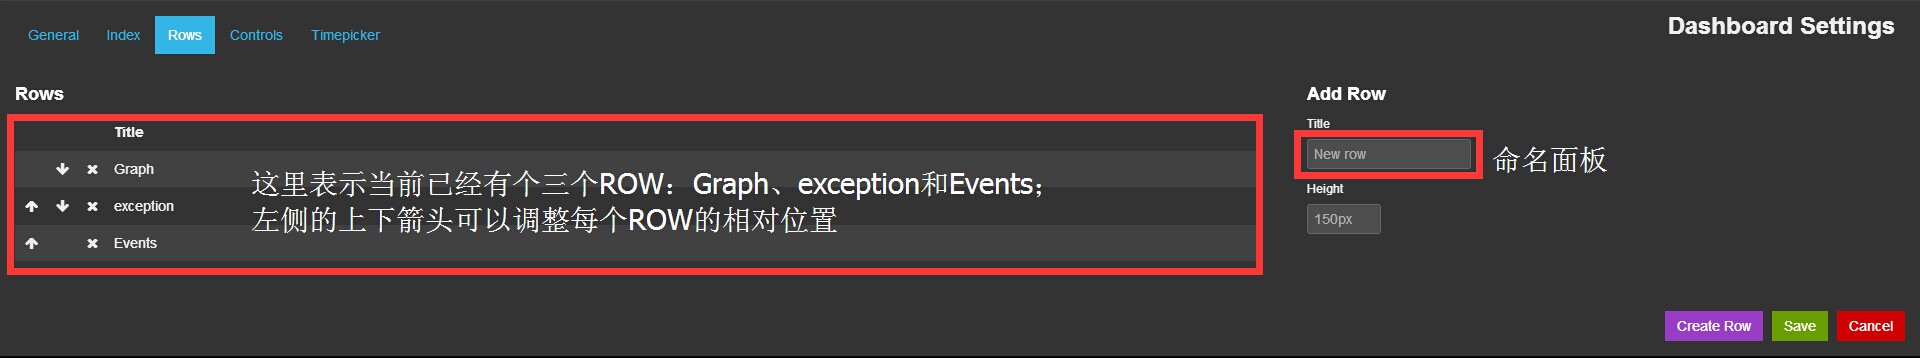 General Index Rows Controls Timepicker
Dashboard Settings
Rows
Title
Graph
exception
Events
这里表示当前已经有个三个ROW：Graph、exception和Events；
左侧的上下箭头可以调整每个ROW的相对位置
Add Row
Title
New row
命名面板
Height
150px
Create Row Save Cancel